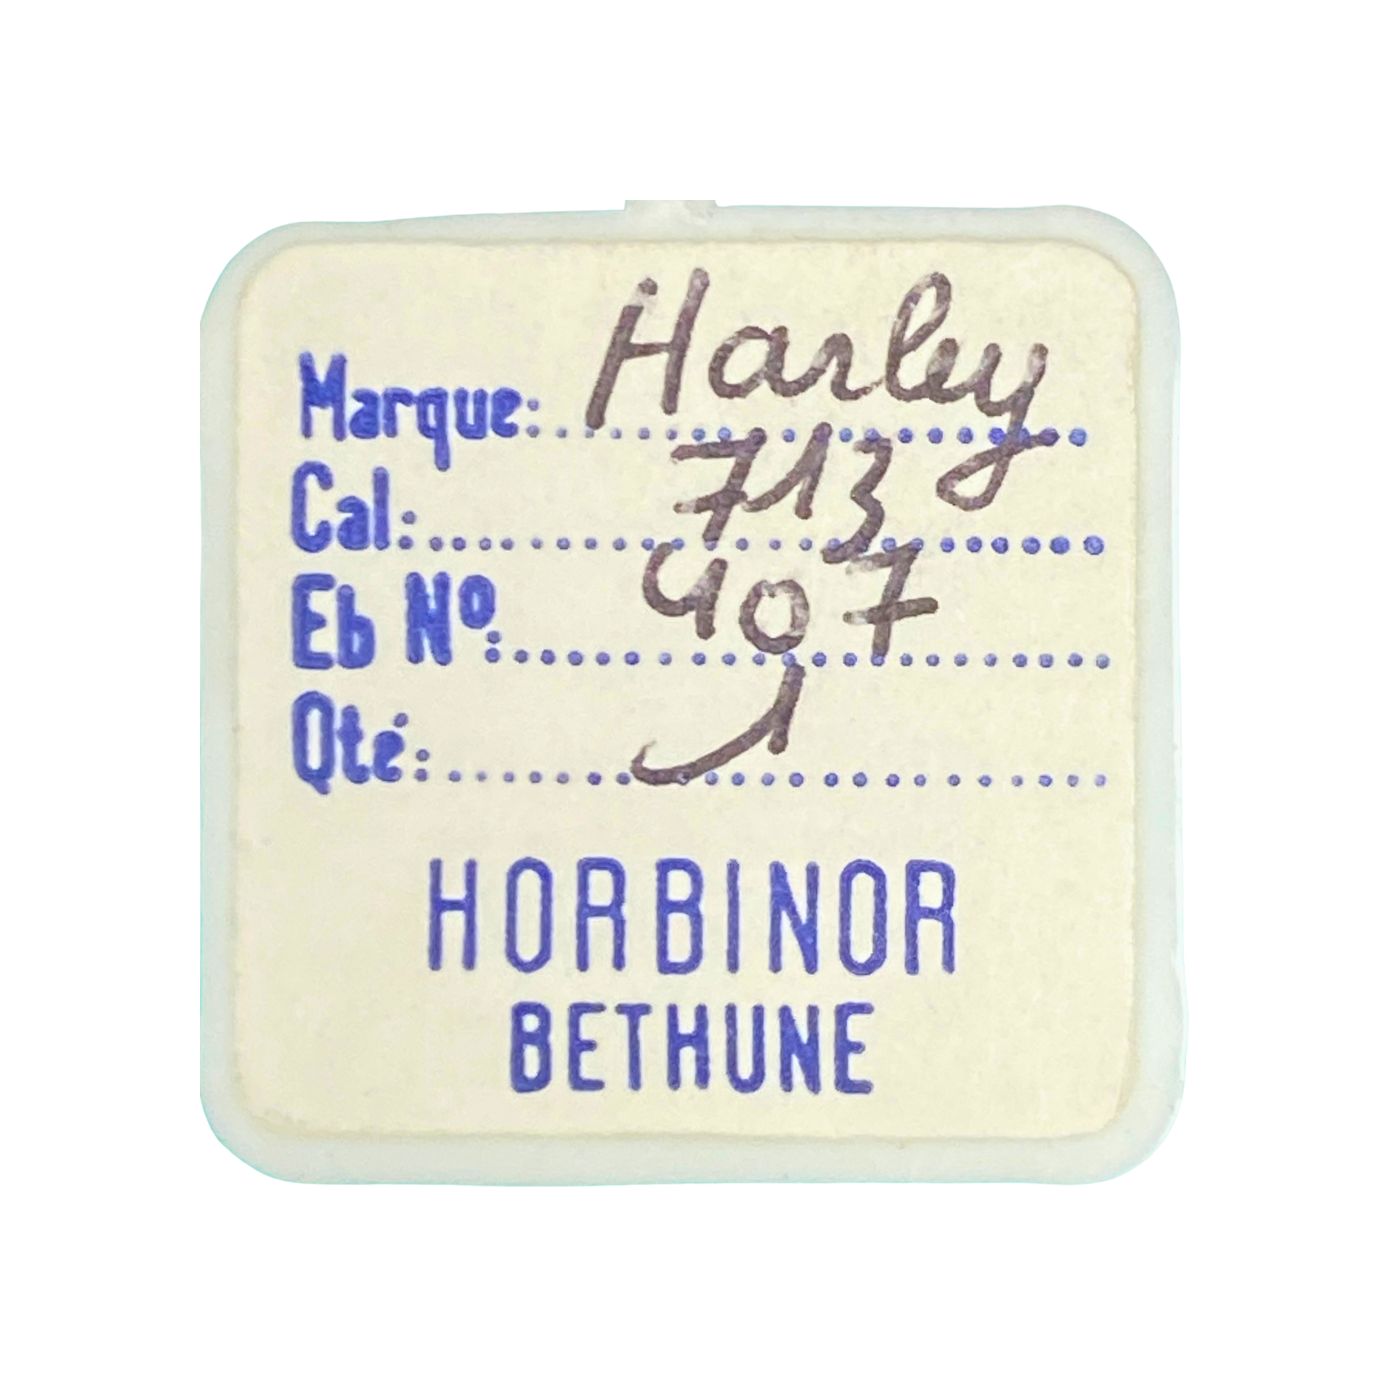 Marque: Harley
Cal: 713
Eb Nº: 407
Qté: 1
HORBINOR
BETHUNE